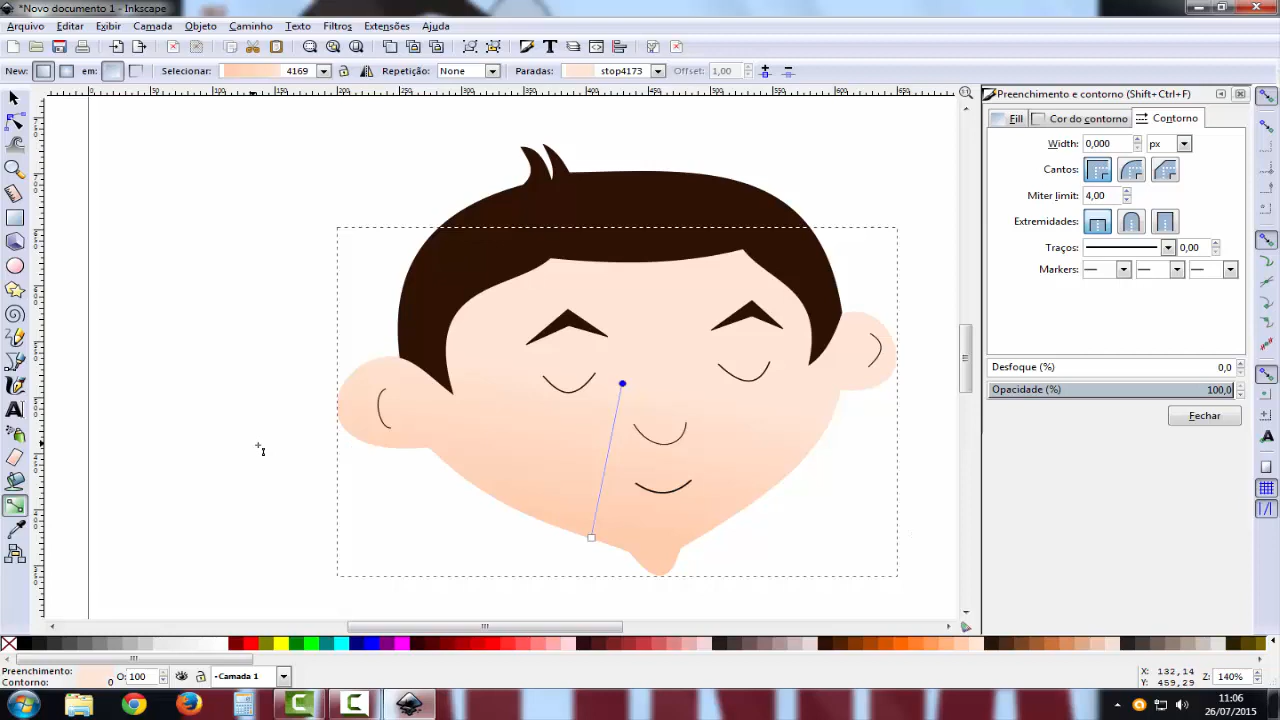 *Novo documento 1 - Inkscape
Arquivo Editar Exibir Camada Objeto Caminho Texto Filtros Extensões Ajuda
New: em: Selecionar: 4169 Repetição: None Paradas: stop4173 Offset: 1,00
Preenchimento e contorno (Shift+Ctrl+F)
Fill Cor do contorno Contorno
Width: 0,000 px
Cantos:
Miter limit: 4,00
Extremidades:
Traços: 0,00
Markers:
Desfoque (%) 0,0
Opacidade (%) 100,0
Fechar
Preenchimento:
Contorno: 0 O: 100 -Camada 1
X: 132,14
Y: 459,29
Z: 140%
11:06
26/07/2015